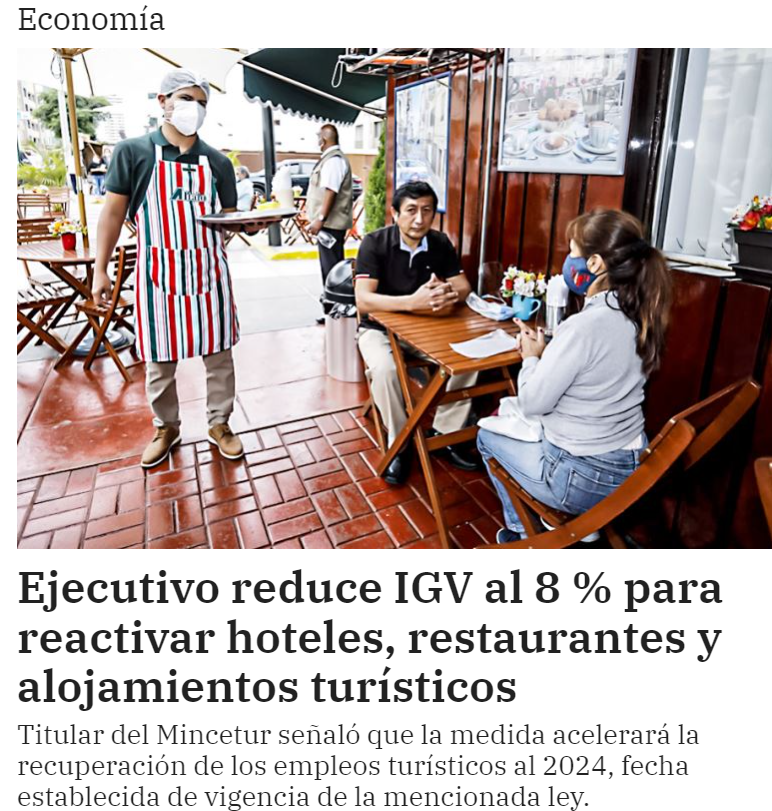 Economía
Ejecutivo reduce IGV al 8 % para
reactivar hoteles, restaurantes y
alojamientos turísticos
Titular del Mincetur señaló que la medida acelerará la
recuperación de los empleos turísticos al 2024, fecha
establecida de vigencia de la mencionada ley.